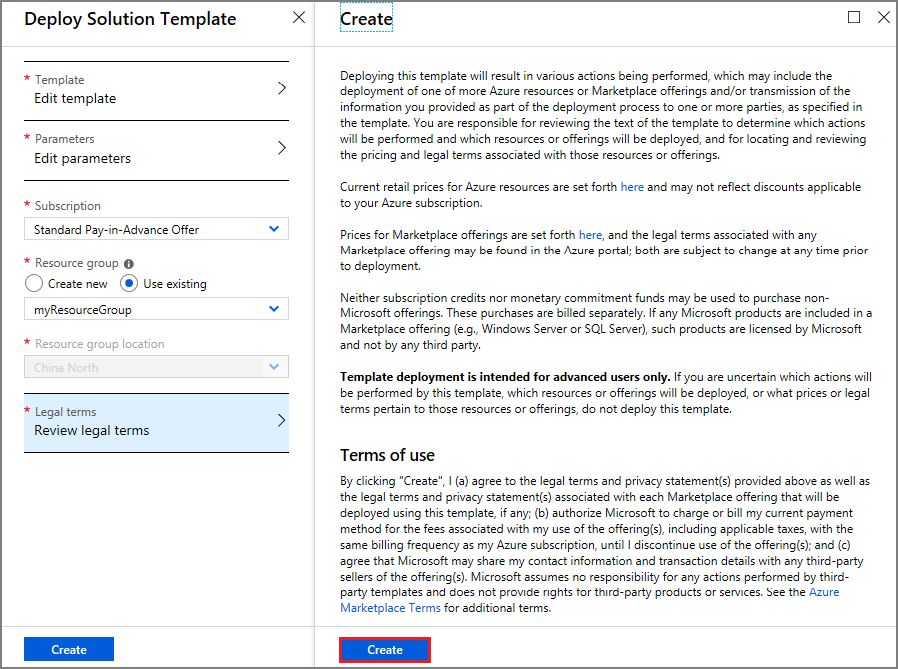 Deploy Solution Template
* Template
Edit template
* Parameters
Edit parameters
* Subscription
Standard Pay-in-Advance Offer
* Resource group
Create new
Use existing
myResourceGroup
* Resource group location
China North
* Legal terms
Review legal terms
Create
Create
Deploying this template will result in various actions being performed, which may include the
deployment of one of more Azure resources or Marketplace offerings and/or transmission of the
information you provided as part of the deployment process to one or more parties, as specified in
the template. You are responsible for reviewing the text of the template to determine which actions
will be performed and which resources or offerings will be deployed, and for locating and reviewing
the pricing and legal terms associated with those resources or offerings.
Current retail prices for Azure resources are set forth here and may not reflect discounts applicable
to your Azure subscription.
Prices for Marketplace offerings are set forth here, and the legal terms associated with any
Marketplace offering may be found in the Azure portal; both are subject to change at any time prior
to deployment.
Neither subscription credits nor monetary commitment funds may be used to purchase non-
Microsoft offerings. These purchases are billed separately. If any Microsoft products are included in a
Marketplace offering (e.g., Windows Server or SQL Server), such products are licensed by Microsoft
and not by any third party.
Template deployment is intended for advanced users only. If you are uncertain which actions will
be performed by this template, which resources or offerings will be deployed, or what prices or legal
terms pertain to those resources or offerings, do not deploy this template.
Terms of use
By clicking "Create", I (a) agree to the legal terms and privacy statement(s) provided above as well as
the legal terms and privacy statement(s) associated with each Marketplace offering that will be
deployed using this template, if any; (b) authorize Microsoft to charge or bill my current payment
method for the fees associated with my use of the offering(s), including applicable taxes, with the
same billing frequency as my Azure subscription, until I discontinue use of the offering(s); and (c)
agree that Microsoft may share my contact information and transaction details with any third-party
sellers of the offering(s). Microsoft assumes no responsibility for any actions performed by third-
party templates and does not provide rights for third-party products or services. See the Azure
Marketplace Terms for additional terms.
Create